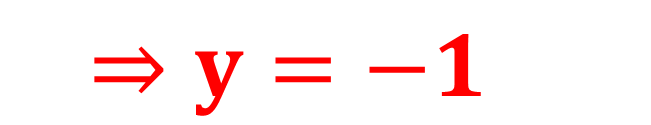 ⇒ y = −1